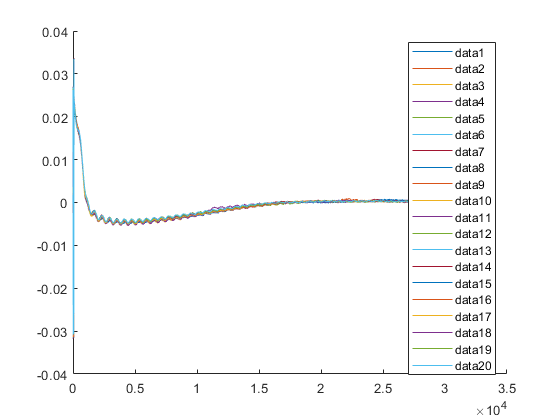 0.04
0.03
0.02
0.01
0
-0.01
-0.02
-0.03
-0.04
0
0.5
1
1.5
2
2.5
3
3.5
×10^4
data1
data2
data3
data4
data5
data6
data7
data8
data9
data10
data11
data12
data13
data14
data15
data16
data17
data18
data19
data20